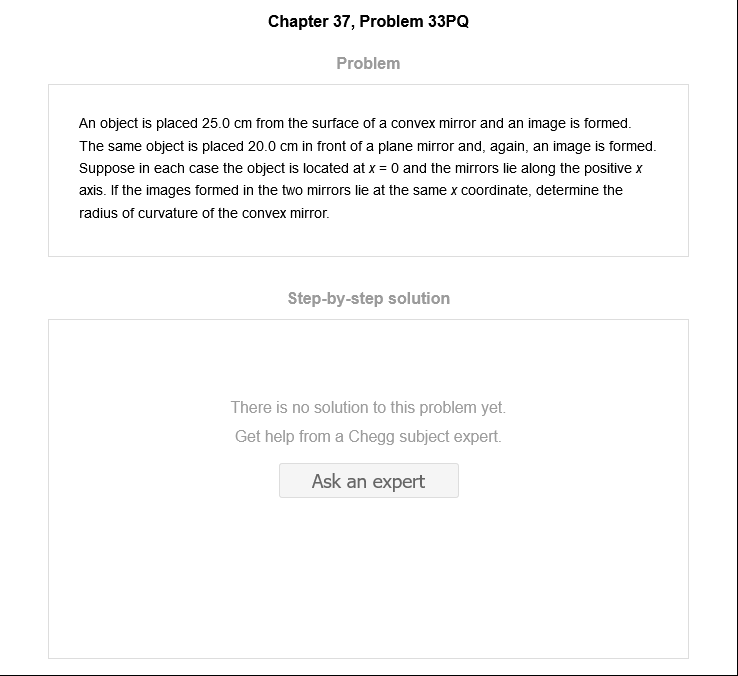 Chapter 37, Problem 33PQ
Problem
An object is placed 25.0 cm from the surface of a convex mirror and an image is formed.
The same object is placed 20.0 cm in front of a plane mirror and, again, an image is formed.
Suppose in each case the object is located at x = 0 and the mirrors lie along the positive x
axis. If the images formed in the two mirrors lie at the same x coordinate, determine the
radius of curvature of the convex mirror.
Step-by-step solution
There is no solution to this problem yet.
Get help from a Chegg subject expert.
Ask an expert